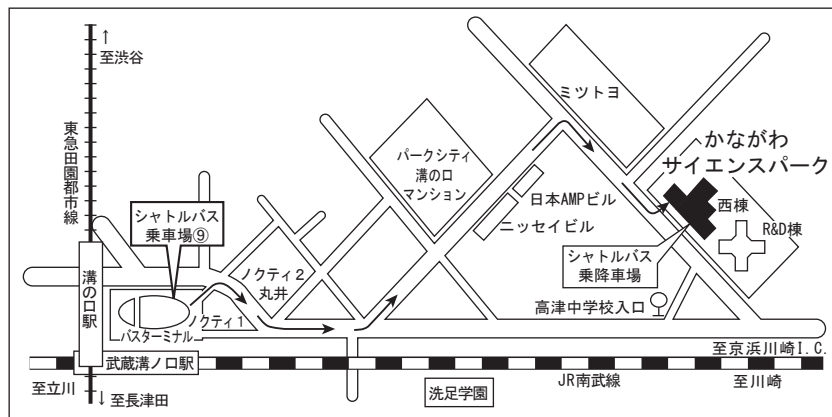 ↑
至渋谷
東急田園都市線
シャトルバス
乗車場⑨
溝の口駅
バスターミナル
ノクティ1
ノクティ2
丸井
武蔵溝ノ口駅
至立川
↓至長津田
パークシティ
溝の口
マンション
ミツトヨ
日本AMPビル
ニッセイビル
かながわ
サイエンスパーク
西棟
R&D棟
シャトルバス
乗降車場
高津中学校入口
至京浜川崎I.C.
洗足学園
JR南武線
至川崎